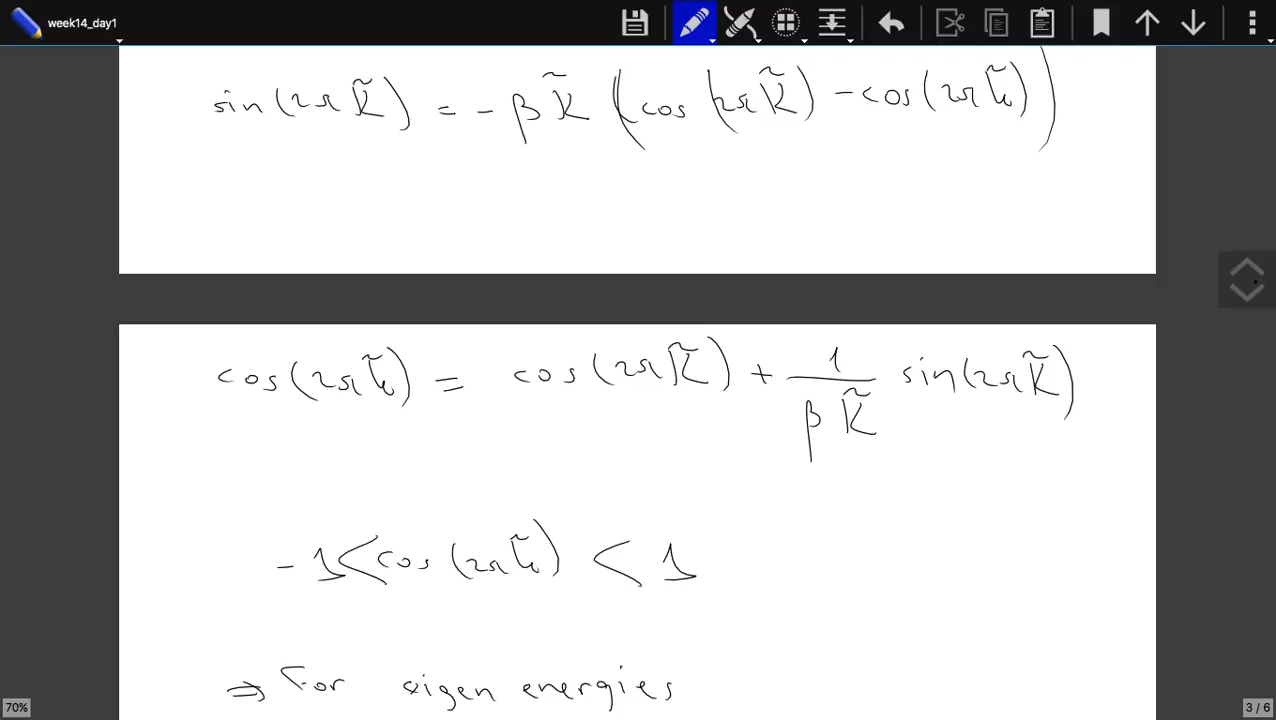 week14_day1
sin(2π K̃) = - β K̃ (cos(2π K̃) - cos(2π k̃))
cos(2π k̃) = cos(2π K̃) + 1/(β K̃) sin(2π K̃)
-1 < cos(2π k̃) < 1
⇒ For eigen energies
70%
3 / 6